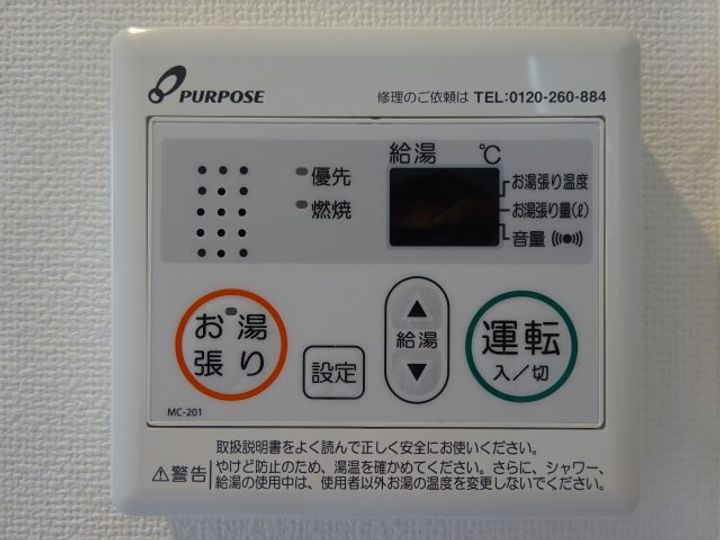 PURPOSE
修理のご依頼は TEL:0120-260-884
給湯 ℃
優先
燃焼
お湯張り温度
お湯張り量(ℓ)
音量
お湯
張り
設定
給湯
運転
入/切
MC-201
取扱説明書をよく読んで正しく安全にお使いください。
⚠警告
やけど防止のため、湯温を確かめてください。さらに、シャワー、
給湯の使用中は、使用者以外お湯の温度を変更しないでください。